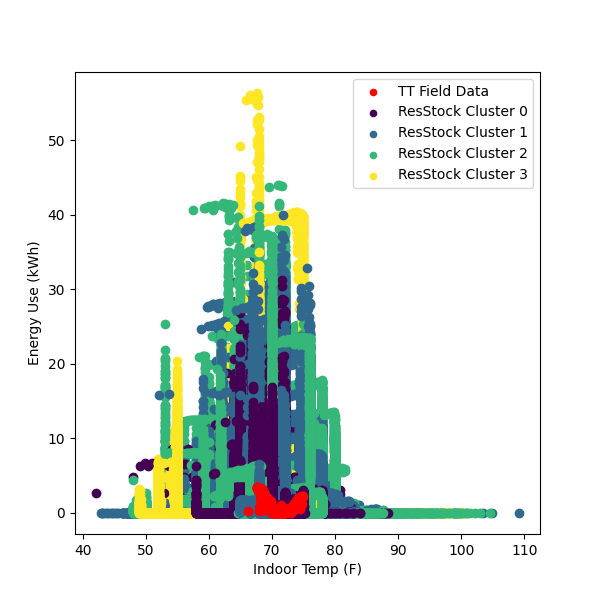 TT Field Data
ResStock Cluster 0
ResStock Cluster 1
ResStock Cluster 2
ResStock Cluster 3
Energy Use (kWh)
50
40
30
20
10
0
40 50 60 70 80 90 100 110
Indoor Temp (F)